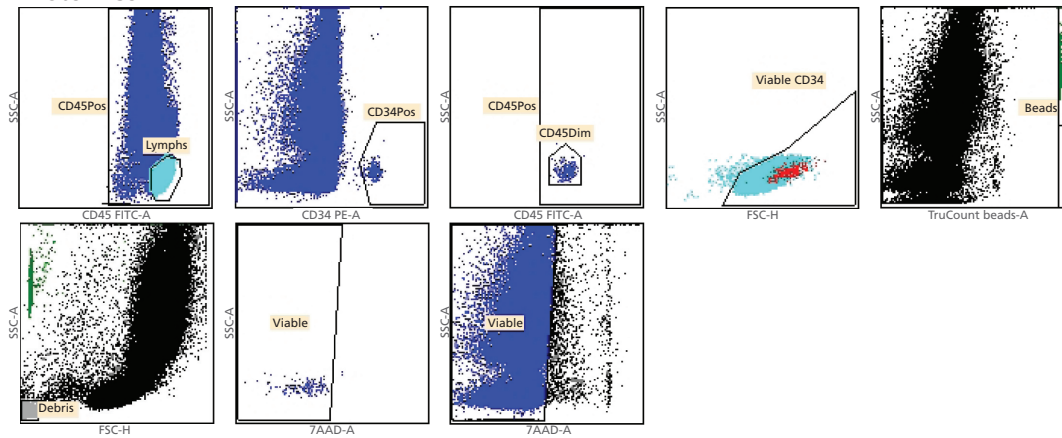 SSC-A
CD45Pos
Lymphs
CD45 FITC-A
SSC-A
CD34Pos
CD34 PE-A
SSC-A
CD45Pos
CD45Dim
CD45 FITC-A
SSC-A
Viable CD34
FSC-H
SSC-A
Beads
TruCount beads-A
SSC-A
Debris
FSC-H
SSC-A
Viable
7AAD-A
SSC-A
Viable
7AAD-A